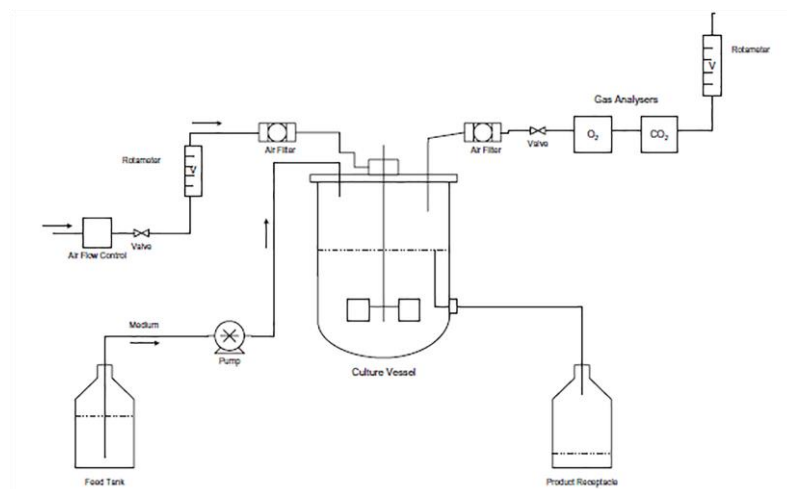 Rotameter
V
Gas Analysers
O₂
CO₂
Air Filter
Air Filter
Valve
Rotameter
V
Valve
Air Flow Control
Medium
Pump
Culture Vessel
Feed Tank
Product Receptacle